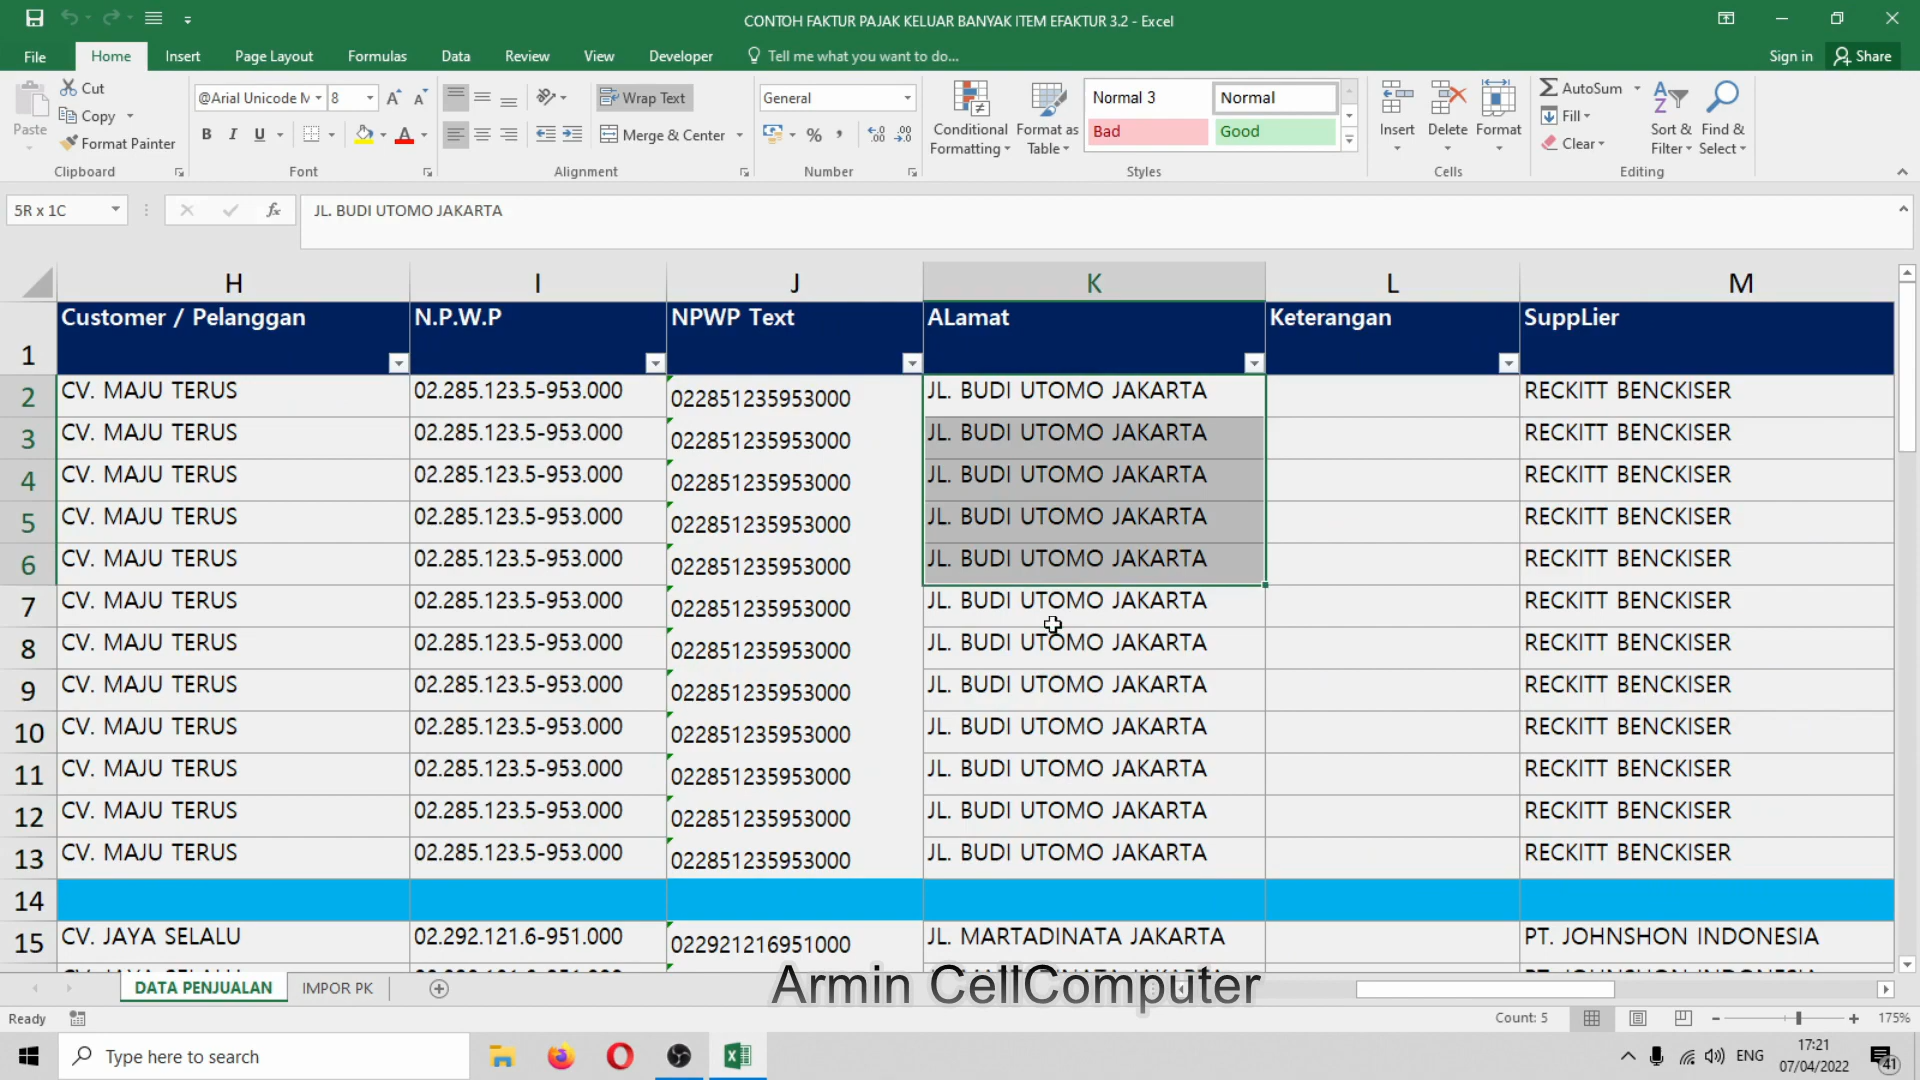 CONTOH FAKTUR PAJAK KELUAR BANYAK ITEM EFAKTUR 3.2 - Excel
File Home Insert Page Layout Formulas Data Review View Developer Tell me what you want to do... Sign in Share
Paste Cut Copy Format Painter
Clipboard
@Arial Unicode M 8
B I U
Font
Wrap Text
Merge & Center
Alignment
General
Number
Conditional Formatting Format as Table
Normal 3 Normal
Bad Good
Styles
Insert Delete Format
Cells
AutoSum
Fill
Clear
Sort & Filter Find & Select
Editing
5R x 1C fx JL. BUDI UTOMO JAKARTA
H I J K L M
1 Customer / Pelanggan N.P.W.P NPWP Text ALamat Keterangan SuppLier
2 CV. MAJU TERUS 02.285.123.5-953.000 022851235953000 JL. BUDI UTOMO JAKARTA RECKITT BENCKISER
3 CV. MAJU TERUS 02.285.123.5-953.000 022851235953000 JL. BUDI UTOMO JAKARTA RECKITT BENCKISER
4 CV. MAJU TERUS 02.285.123.5-953.000 022851235953000 JL. BUDI UTOMO JAKARTA RECKITT BENCKISER
5 CV. MAJU TERUS 02.285.123.5-953.000 022851235953000 JL. BUDI UTOMO JAKARTA RECKITT BENCKISER
6 CV. MAJU TERUS 02.285.123.5-953.000 022851235953000 JL. BUDI UTOMO JAKARTA RECKITT BENCKISER
7 CV. MAJU TERUS 02.285.123.5-953.000 022851235953000 JL. BUDI UTOMO JAKARTA RECKITT BENCKISER
8 CV. MAJU TERUS 02.285.123.5-953.000 022851235953000 JL. BUDI UTOMO JAKARTA RECKITT BENCKISER
9 CV. MAJU TERUS 02.285.123.5-953.000 022851235953000 JL. BUDI UTOMO JAKARTA RECKITT BENCKISER
10 CV. MAJU TERUS 02.285.123.5-953.000 022851235953000 JL. BUDI UTOMO JAKARTA RECKITT BENCKISER
11 CV. MAJU TERUS 02.285.123.5-953.000 022851235953000 JL. BUDI UTOMO JAKARTA RECKITT BENCKISER
12 CV. MAJU TERUS 02.285.123.5-953.000 022851235953000 JL. BUDI UTOMO JAKARTA RECKITT BENCKISER
13 CV. MAJU TERUS 02.285.123.5-953.000 022851235953000 JL. BUDI UTOMO JAKARTA RECKITT BENCKISER
14
15 CV. JAYA SELALU 02.292.121.6-951.000 022921216951000 JL. MARTADINATA JAKARTA PT. JOHNSHON INDONESIA
DATA PENJUALAN IMPOR PK
Armin CellComputer
Ready Count: 5 175%
Type here to search ENG 17:21
07/04/2022 41